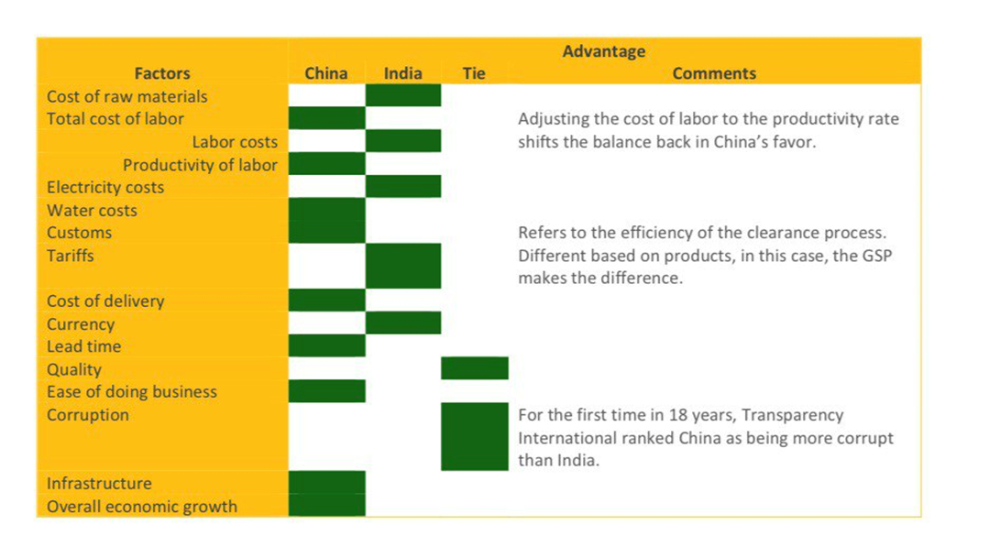 Advantage
Factors China India Tie Comments
Cost of raw materials
Total cost of labor Adjusting the cost of labor to the productivity rate
Labor costs shifts the balance back in China’s favor.
Productivity of labor
Electricity costs
Water costs
Customs Refers to the efficiency of the clearance process.
Tariffs Different based on products, in this case, the GSP
makes the difference.
Cost of delivery
Currency
Lead time
Quality
Ease of doing business
Corruption For the first time in 18 years, Transparency
International ranked China as being more corrupt
than India.
Infrastructure
Overall economic growth